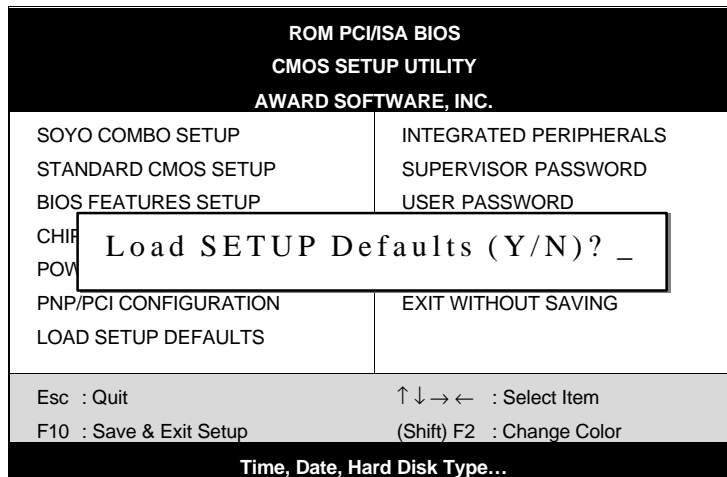 ROM PCI/ISA BIOS
CMOS SETUP UTILITY
AWARD SOFTWARE, INC.
SOYO COMBO SETUP
STANDARD CMOS SETUP
BIOS FEATURES SETUP
INTEGRATED PERIPHERALS
SUPERVISOR PASSWORD
USER PASSWORD
Load SETUP Defaults (Y/N)? _
PNP/PCI CONFIGURATION
LOAD SETUP DEFAULTS
EXIT WITHOUT SAVING
Esc : Quit
F10 : Save & Exit Setup
↑↓→← : Select Item
(Shift) F2 : Change Color
Time, Date, Hard Disk Type…